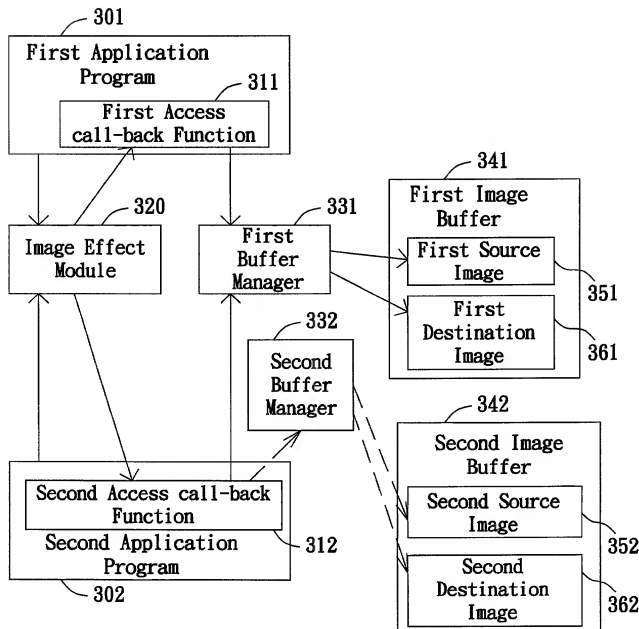 301
First Application
Program
311
First Access
call-back Function
320
Image Effect
Module
331
First
Buffer
Manager
341
First Image
Buffer
First Source
Image
351
First
Destination
Image
361
332
Second
Buffer
Manager
342
Second Image
Buffer
Second Source
Image
352
Second
Destination
Image
362
Second Access call-back
Function
312
Second Application
Program
302